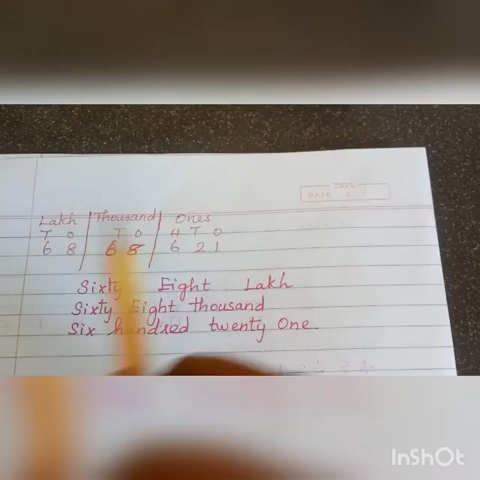 DATE
Lakh Thousand Ones
T O T O H T O
6 8 6 8 6 2 1
Sixty Eight Lakh
Sixty Eight thousand
Six hundred twenty One
InShOt